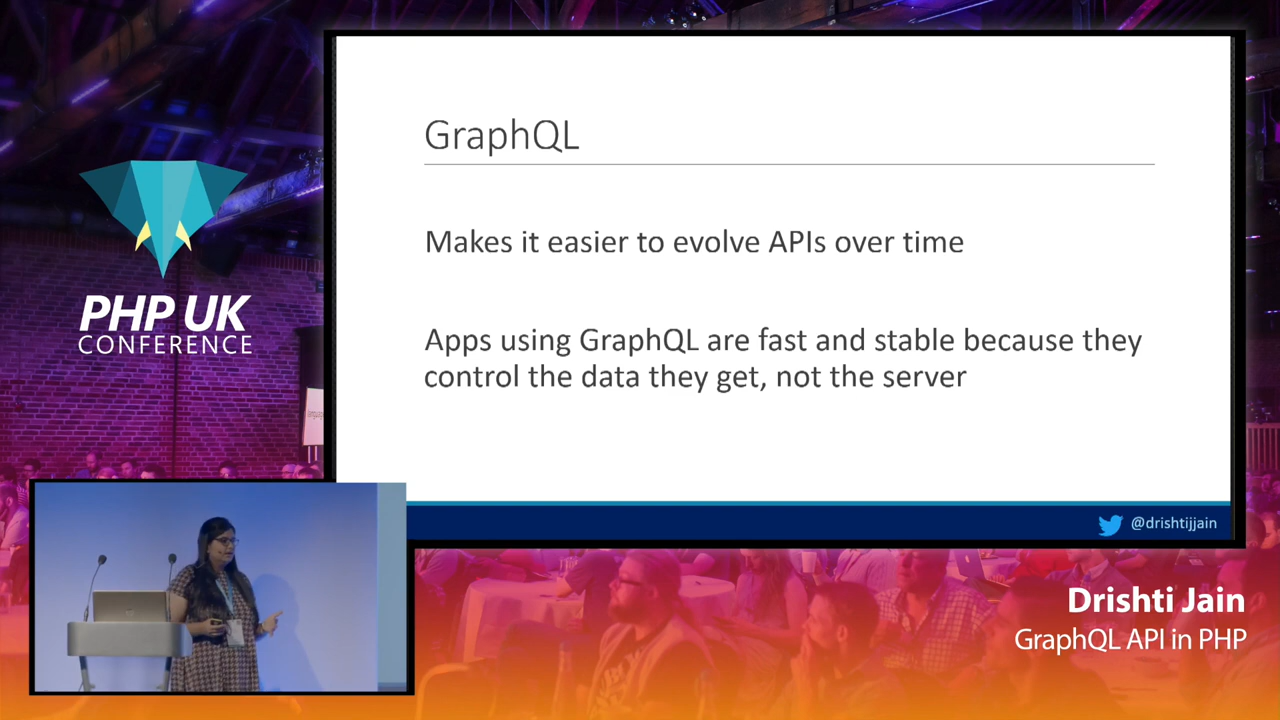 GraphQL
Makes it easier to evolve APIs over time
Apps using GraphQL are fast and stable because they
control the data they get, not the server
@drishtijjain
PHP UK
CONFERENCE
Drishti Jain
GraphQL API in PHP